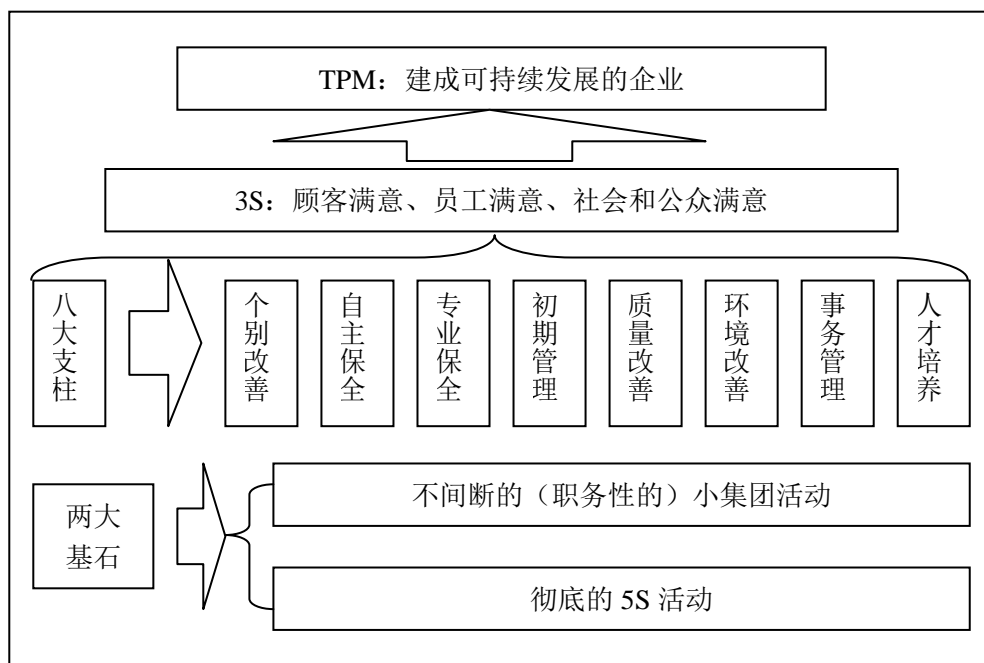 TPM：建成可持续发展的企业
3S：顾客满意、员工满意、社会和公众满意
八大支柱
个别改善
自主保全
专业保全
初期管理
质量改善
环境改善
事务管理
人才培养
两大
基石
不间断的（职务性的）小集团活动
彻底的 5S 活动